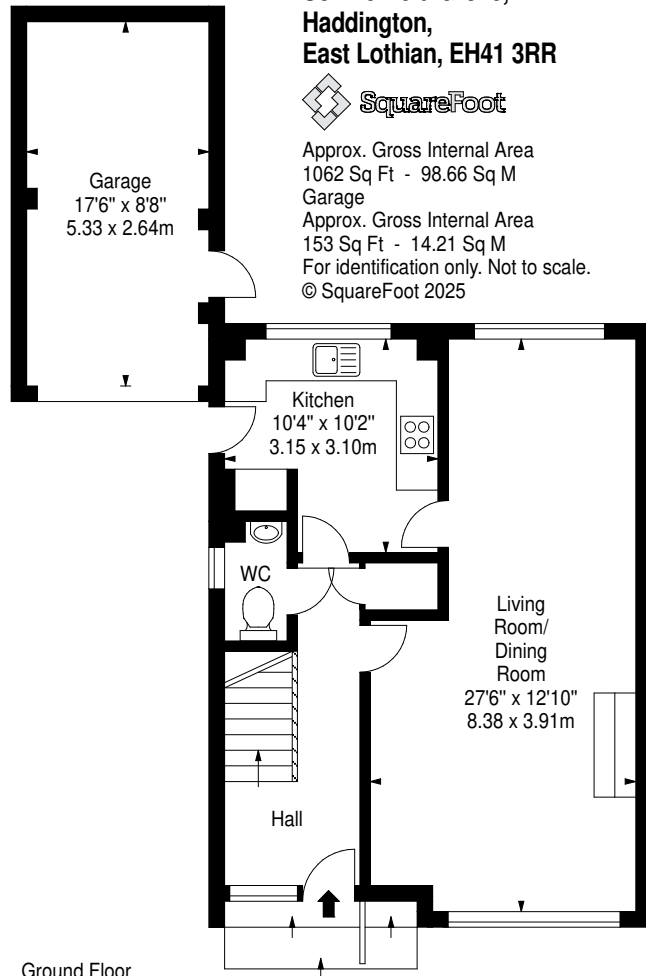 Haddington,
East Lothian, EH41 3RR
SquareFoot
Approx. Gross Internal Area
1062 Sq Ft - 98.66 Sq M
Garage
Approx. Gross Internal Area
153 Sq Ft - 14.21 Sq M
For identification only. Not to scale.
© SquareFoot 2025
Garage
17'6" x 8'8"
5.33 x 2.64m
Kitchen
10'4" x 10'2"
3.15 x 3.10m
WC
Living
Room/
Dining
Room
27'6" x 12'10"
8.38 x 3.91m
Hall
Ground Floor